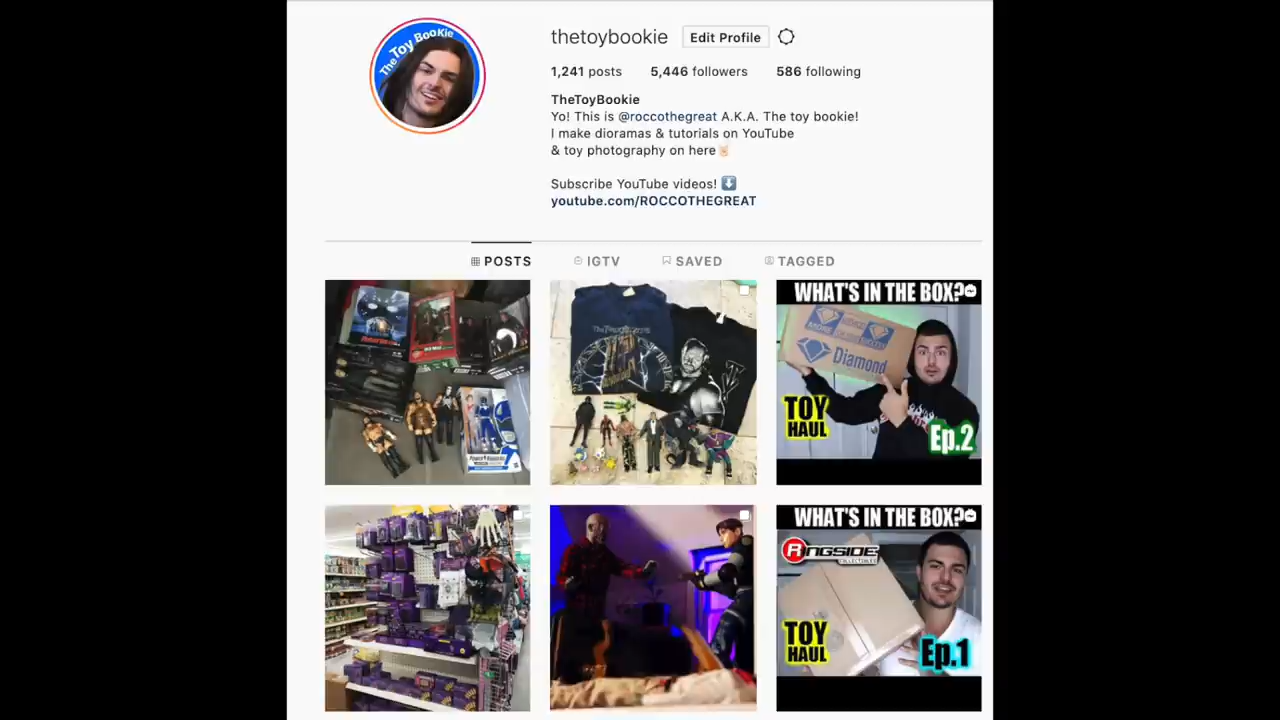 The Toy Bookie
thetoybookie Edit Profile
1,241 posts 5,446 followers 586 following
TheToyBookie
Yo! This is @roccothegreat A.K.A. The toy bookie!
I make dioramas & tutorials on YouTube
& toy photography on here🤘🏻
Subscribe YouTube videos! ⬇️
youtube.com/ROCCOTHEGREAT
POSTS IGTV SAVED TAGGED
WHAT'S IN THE BOX?
Diamond
TOY
HAUL
Ep.2
WHAT'S IN THE BOX?
RINGSIDE
COLLECTIBLES
TOY
HAUL
Ep.1